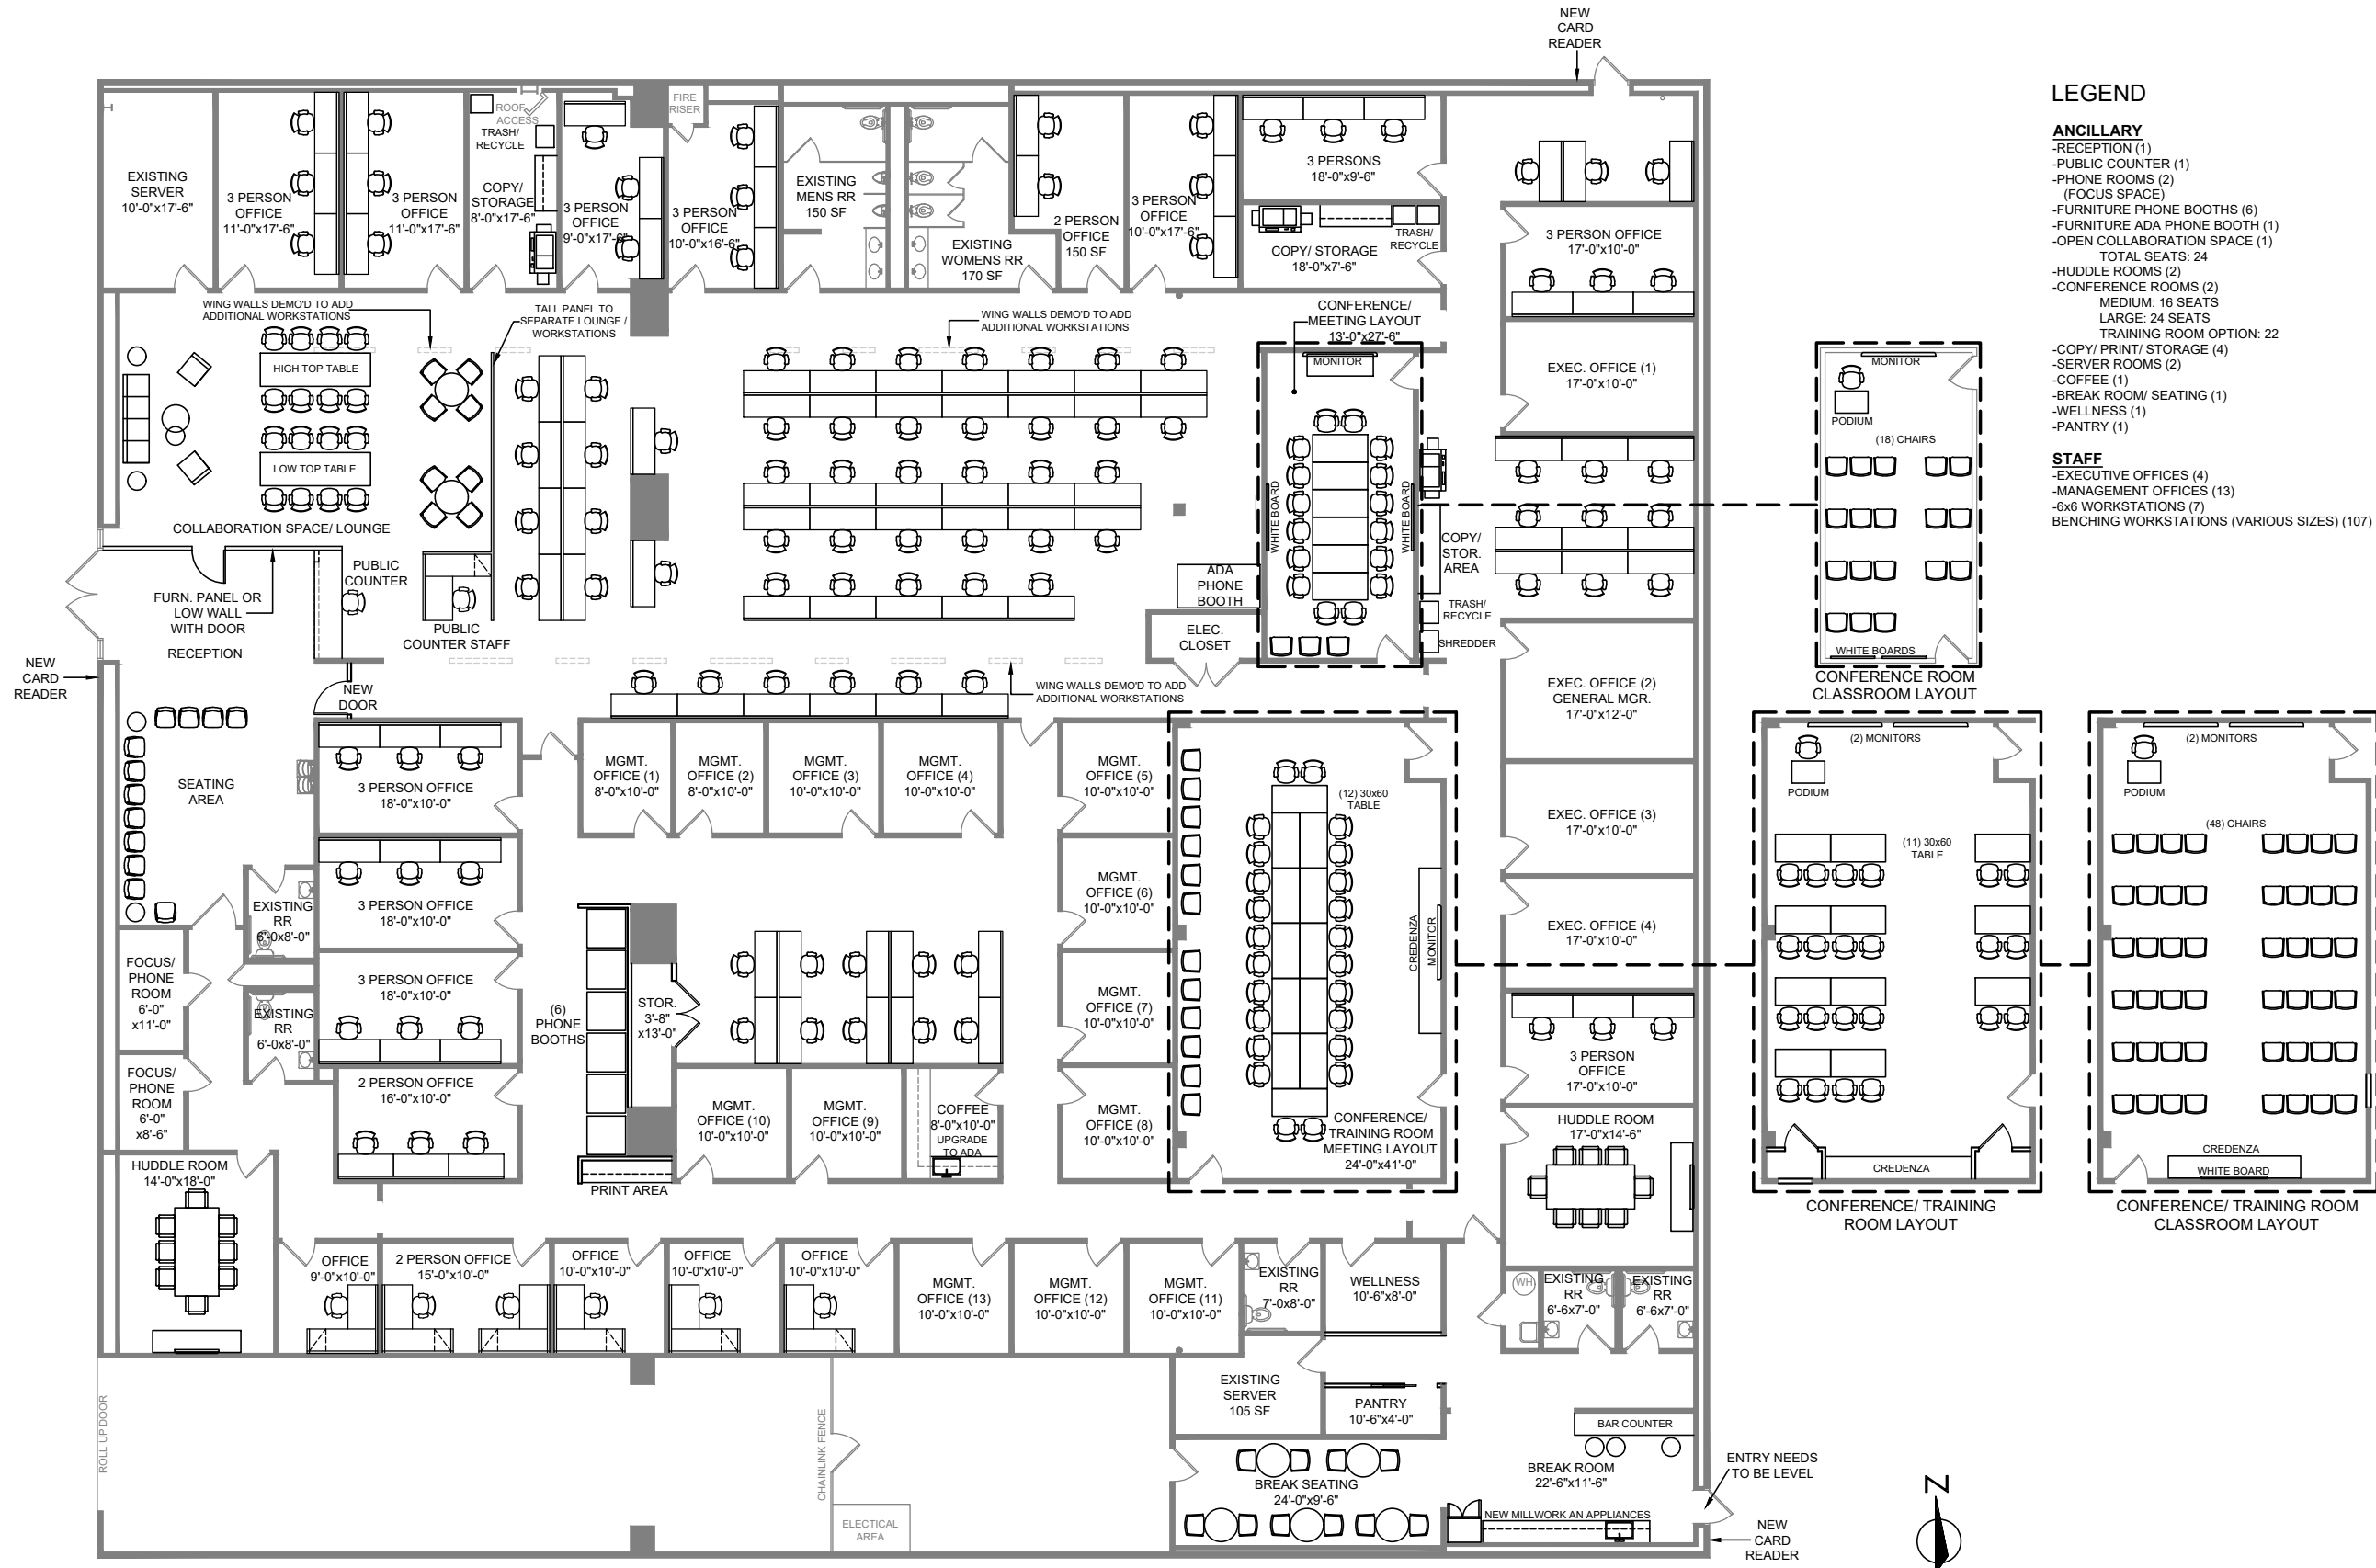 NEW
CARD
READER
LEGEND
ANCILLARY
-RECEPTION (1)
-PUBLIC COUNTER (1)
-PHONE ROOMS (2)
(FOCUS SPACE)
-FURNITURE PHONE BOOTHS (6)
-FURNITURE ADA PHONE BOOTH (1)
-OPEN COLLABORATION SPACE (1)
TOTAL SEATS: 24
-HUDDLE ROOMS (2)
-CONFERENCE ROOMS (2)
MEDIUM: 16 SEATS
LARGE: 24 SEATS
TRAINING ROOM OPTION: 22
-COPY/ PRINT/ STORAGE (4)
-SERVER ROOMS (2)
-COFFEE (1)
-BREAK ROOM/ SEATING (1)
-WELLNESS (1)
-PANTRY (1)
STAFF
-EXECUTIVE OFFICES (4)
-MANAGEMENT OFFICES (13)
-6x6 WORKSTATIONS (7)
BENCHING WORKSTATIONS (VARIOUS SIZES) (107)
EXISTING
SERVER
10'-0"x17'-6"
3 PERSON
OFFICE
11'-0"x17'-6"
3 PERSON
OFFICE
11'-0"x17'-6"
ROOF
ACCESS
TRASH/
RECYCLE
COPY/
STORAGE
8'-0"x17'-6"
3 PERSON
OFFICE
9'-0"x17'-6"
FIRE
RISER
3 PERSON
OFFICE
10'-0"x16'-6"
EXISTING
MENS RR
150 SF
EXISTING
WOMENS RR
170 SF
2 PERSON
OFFICE
150 SF
3 PERSON
OFFICE
10'-0"x17'-6"
3 PERSONS
18'-0"x9'-6"
TRASH/
RECYCLE
COPY/ STORAGE
18'-0"x7'-6"
3 PERSON OFFICE
17'-0"x10'-0"
EXEC. OFFICE (1)
17'-0"x10'-0"
WING WALLS DEMO'D TO ADD
ADDITIONAL WORKSTATIONS
TALL PANEL TO
SEPARATE LOUNGE /
WORKSTATIONS
WING WALLS DEMO'D TO ADD
ADDITIONAL WORKSTATIONS
CONFERENCE/
MEETING LAYOUT
13'-0"x27'-6"
MONITOR
WHITE BOARD
WHITE BOARD
HIGH TOP TABLE
LOW TOP TABLE
COLLABORATION SPACE/ LOUNGE
PUBLIC
COUNTER
FURN. PANEL OR
LOW WALL
WITH DOOR
RECEPTION
PUBLIC
COUNTER STAFF
ADA
PHONE
BOOTH
ELEC.
CLOSET
COPY/
STOR.
AREA
TRASH/
RECYCLE
SHREDDER
NEW
CARD
READER
NEW
DOOR
WING WALLS DEMO'D TO ADD
ADDITIONAL WORKSTATIONS
EXEC. OFFICE (2)
GENERAL MGR.
17'-0"x12'-0"
EXEC. OFFICE (3)
17'-0"x10'-0"
EXEC. OFFICE (4)
17'-0"x10'-0"
MONITOR
PODIUM
(18) CHAIRS
WHITE BOARDS
CONFERENCE ROOM
CLASSROOM LAYOUT
SEATING
AREA
3 PERSON OFFICE
18'-0"x10'-0"
3 PERSON OFFICE
18'-0"x10'-0"
3 PERSON OFFICE
18'-0"x10'-0"
2 PERSON OFFICE
16'-0"x10'-0"
MGMT.
OFFICE (1)
8'-0"x10'-0"
MGMT.
OFFICE (2)
8'-0"x10'-0"
MGMT.
OFFICE (3)
10'-0"x10'-0"
MGMT.
OFFICE (4)
10'-0"x10'-0"
MGMT.
OFFICE (5)
10'-0"x10'-0"
MGMT.
OFFICE (6)
10'-0"x10'-0"
MGMT.
OFFICE (7)
10'-0"x10'-0"
MGMT.
OFFICE (8)
10'-0"x10'-0"
(12) 30x60
TABLE
CREDENZA
MONITOR
CONFERENCE/
TRAINING ROOM
MEETING LAYOUT
24'-0"x41'-0"
EXISTING
RR
6'-0x8'-0"
EXISTING
RR
6'-0x8'-0"
FOCUS/
PHONE
ROOM
6'-0"
x11'-0"
FOCUS/
PHONE
ROOM
6'-0"
x8'-6"
(6)
PHONE
BOOTHS
STOR.
3'-8"
x13'-0"
PRINT AREA
MGMT.
OFFICE (10)
10'-0"x10'-0"
MGMT.
OFFICE (9)
10'-0"x10'-0"
COFFEE
8'-0"x10'-0"
UPGRADE
TO ADA
3 PERSON
OFFICE
17'-0"x10'-0"
HUDDLE ROOM
17'-0"x14'-6"
(2) MONITORS
PODIUM
(11) 30x60
TABLE
CREDENZA
CONFERENCE/ TRAINING
ROOM LAYOUT
(2) MONITORS
PODIUM
(48) CHAIRS
CREDENZA
WHITE BOARD
CONFERENCE/ TRAINING ROOM
CLASSROOM LAYOUT
HUDDLE ROOM
14'-0"x18'-0"
OFFICE
9'-0"x10'-0"
2 PERSON OFFICE
15'-0"x10'-0"
OFFICE
10'-0"x10'-0"
OFFICE
10'-0"x10'-0"
OFFICE
10'-0"x10'-0"
MGMT.
OFFICE (13)
10'-0"x10'-0"
MGMT.
OFFICE (12)
10'-0"x10'-0"
MGMT.
OFFICE (11)
10'-0"x10'-0"
EXISTING
RR
7'-0x8'-0"
WELLNESS
10'-6"x8'-0"
WH
EXISTING
RR
6'-6x7'-0"
EXISTING
RR
6'-6x7'-0"
EXISTING
SERVER
105 SF
PANTRY
10'-6"x4'-0"
BAR COUNTER
BREAK ROOM
22'-6"x11'-6"
BREAK SEATING
24'-0"x9'-6"
NEW MILLWORK AN APPLIANCES
ENTRY NEEDS
TO BE LEVEL
NEW
CARD
READER
ROLL UP DOOR
CHAINLINK FENCE
ELECTICAL
AREA
N